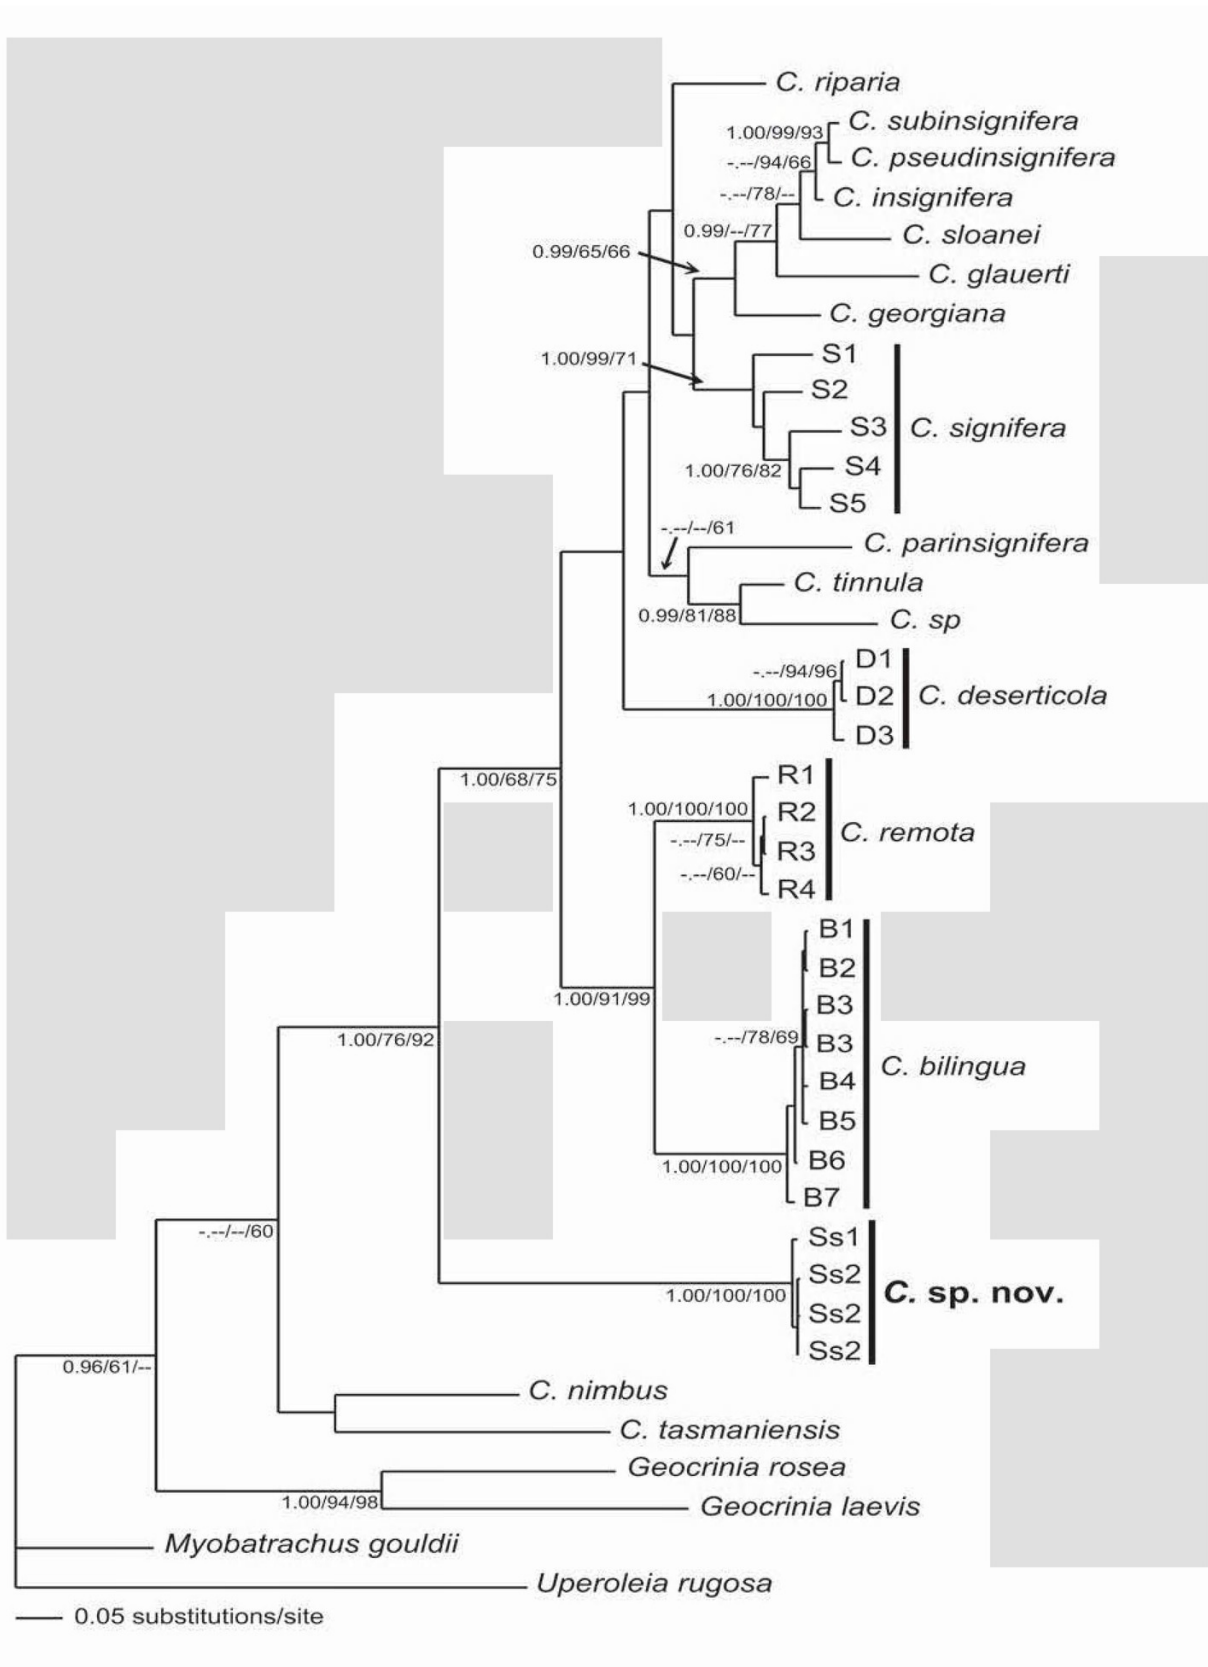 C. riparia
C. subinsignifera
1.00/99/93
C. pseudinsignifera
-.--/94/66
C. insignifera
-.--/78/--
C. sloanei
0.99/--/77
0.99/65/66
C. glauerti
C. georgiana
S1
1.00/99/71
S2
S3
C. signifera
S4
1.00/76/82
S5
-.--/--/61
C. parinsignifera
C. tinnula
0.99/81/88
C. sp
D1
-.--/94/96
D2
C. deserticola
1.00/100/100
D3
R1
1.00/68/75
1.00/100/100
R2
C. remota
-.--/75/--
R3
-.--/60/--
R4
B1
B2
1.00/91/99
B3
-.--/78/69
B3
1.00/76/92
C. bilingua
B4
B5
B6
1.00/100/100
B7
-.--/--/60
Ss1
Ss2
1.00/100/100
C. sp. nov.
Ss2
Ss2
0.96/61/--
C. nimbus
C. tasmaniensis
Geocrinia rosea
1.00/94/98
Geocrinia laevis
Myobatrachus gouldii
Uperoleia rugosa
0.05 substitutions/site